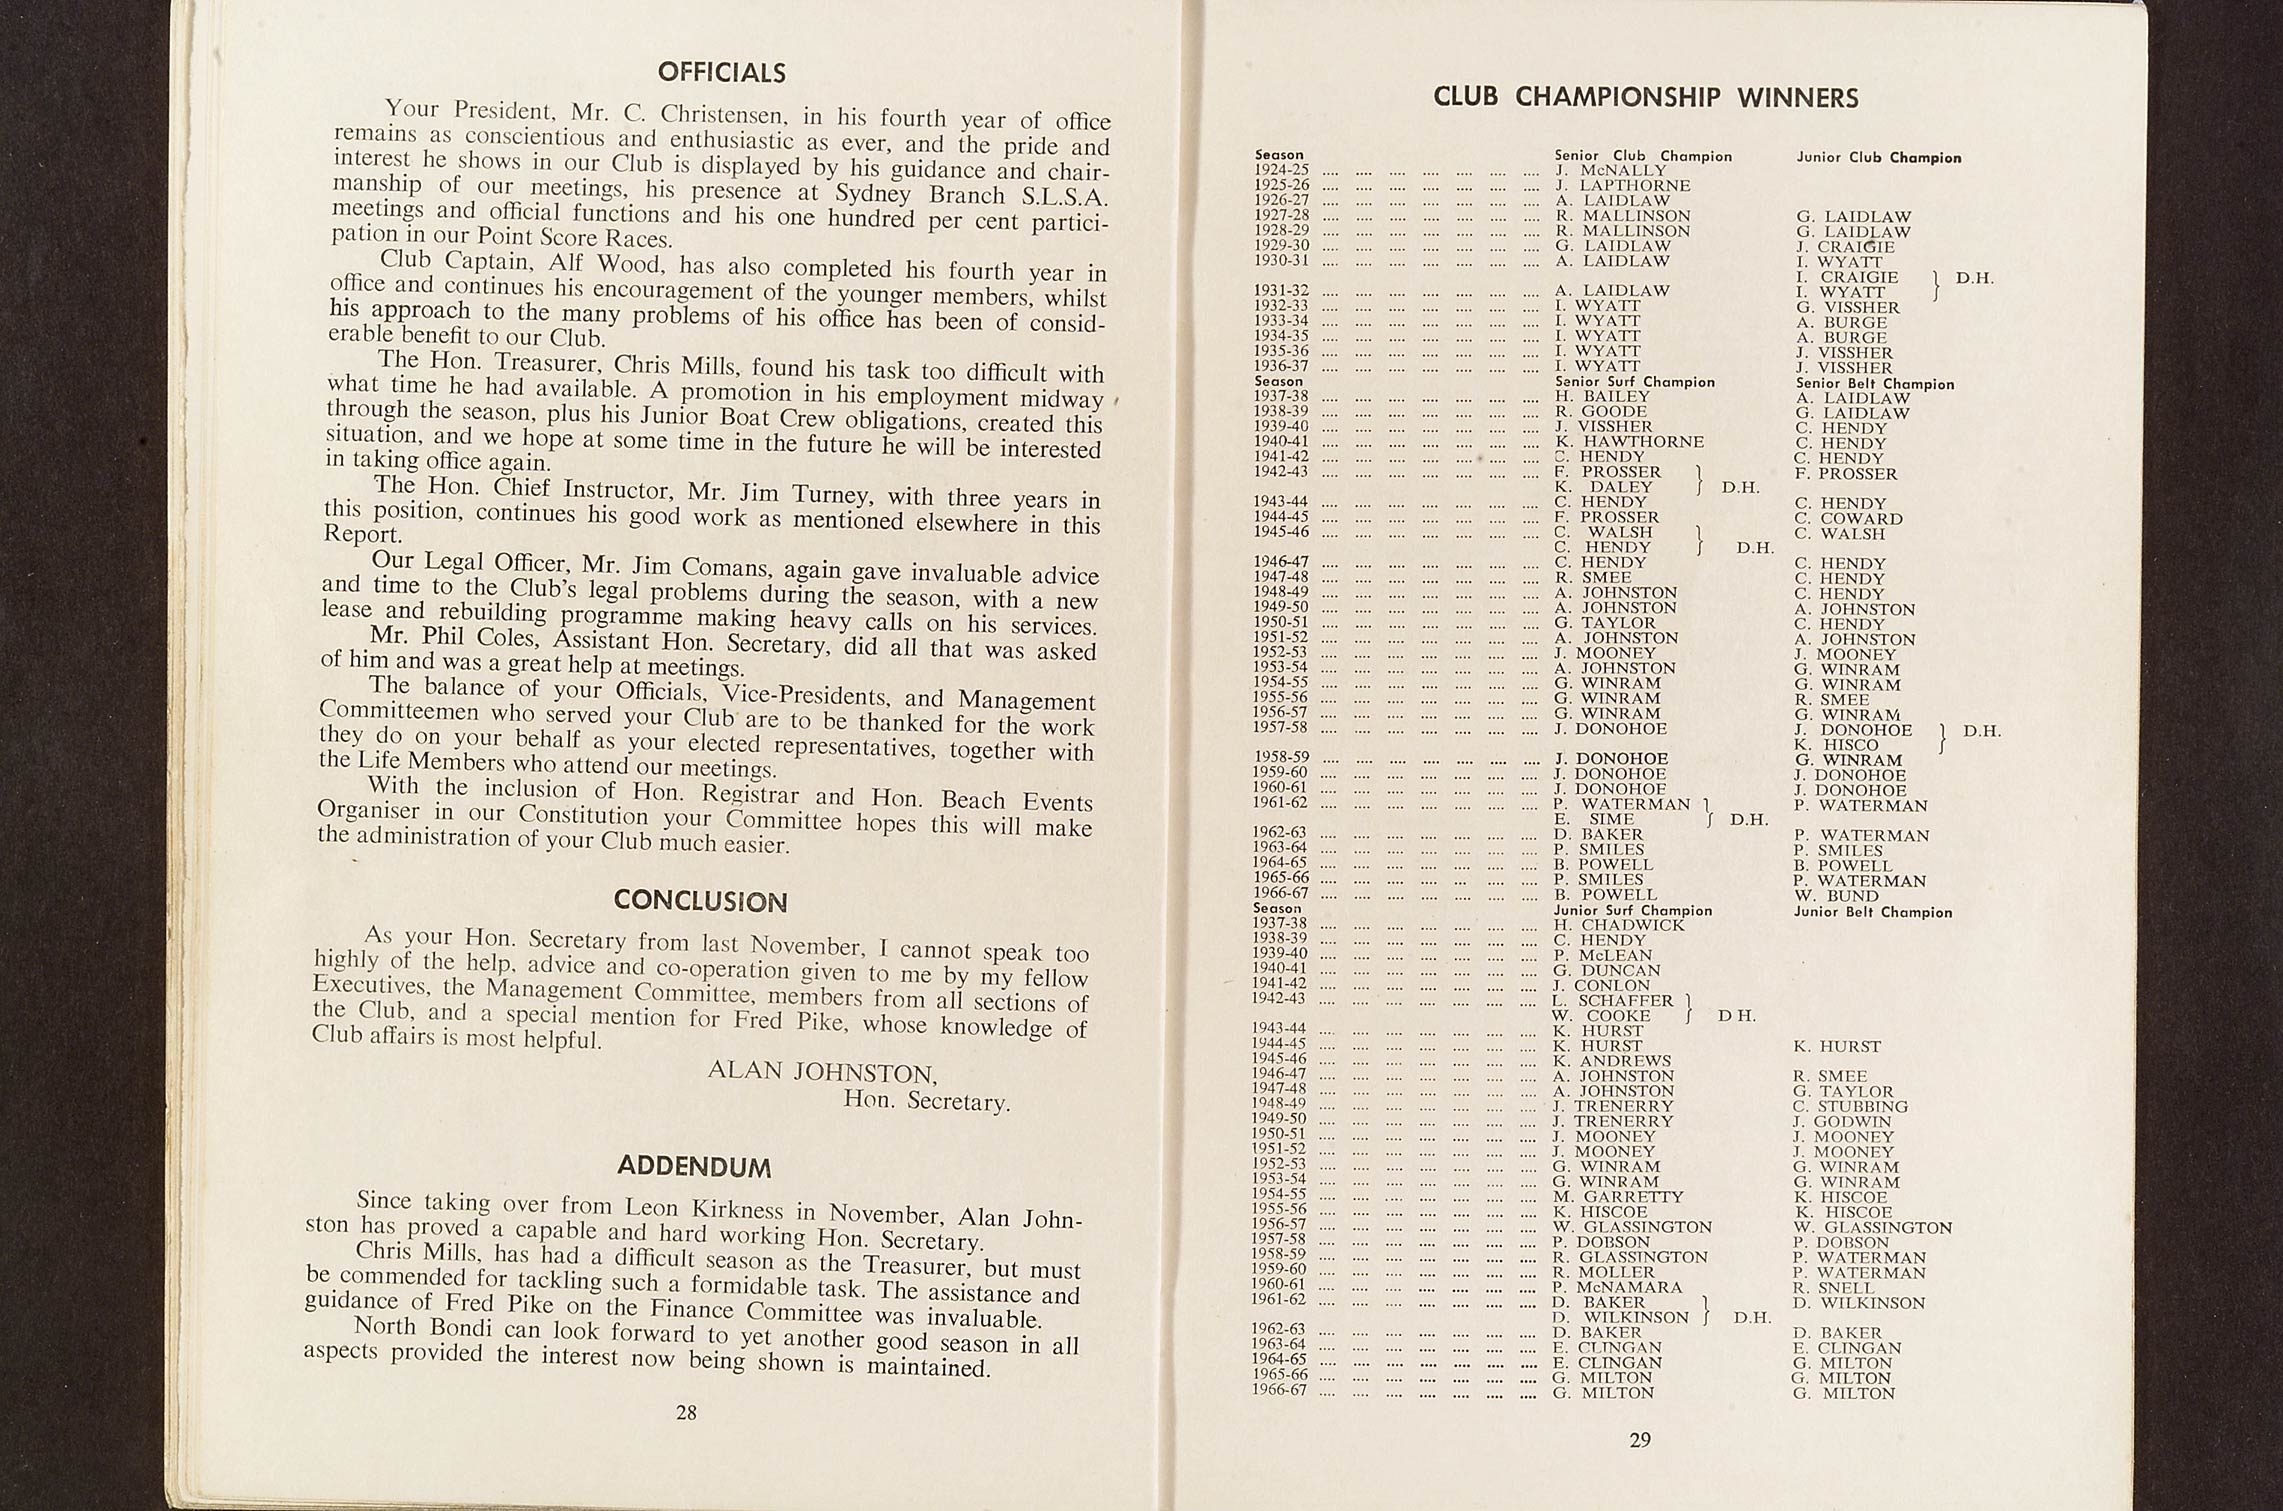 OFFICIALS
Your President, Mr. C. Christensen, in his fourth year of office
remains as conscientious and enthusiastic as ever, and the pride and
interest he shows in our Club is displayed by his guidance and chair-
manship of our meetings, his presence at Sydney Branch S.L.S.A.
meetings and official functions and his one hundred per cent partici-
pation in our Point Score Races.
Club Captain, Alf Wood, has also completed his fourth year in
office and continues his encouragement of the younger members, whilst
his approach to the many problems of his office has been of consid-
erable benefit to our Club.
The Hon. Treasurer, Chris Mills, found his task too difficult with
what time he had available. A promotion in his employment midway
through the season, plus his Junior Boat Crew obligations, created this
situation, and we hope at some time in the future he will be interested
in taking office again.
The Hon. Chief Instructor, Mr. Jim Turney, with three years in
this position, continues his good work as mentioned elsewhere in this
Report.
Our Legal Officer, Mr. Jim Comans, again gave invaluable advice
and time to the Club's legal problems during the season, with a new
lease and rebuilding programme making heavy calls on his services.
Mr. Phil Coles, Assistant Hon. Secretary, did all that was asked
of him and was a great help at meetings.
The balance of your Officials, Vice-Presidents, and Management
Committeemen who served your Club are to be thanked for the work
they do on your behalf as your elected representatives, together with
the Life Members who attend our meetings.
With the inclusion of Hon. Registrar and Hon. Beach Events
Organiser in our Constitution your Committee hopes this will make
the administration of your Club much easier.
CONCLUSION
As your Hon. Secretary from last November, I cannot speak too
highly of the help, advice and co-operation given to me by my fellow
Executives, the Management Committee, members from all sections of
the Club, and a special mention for Fred Pike, whose knowledge of
Club affairs is most helpful.
ALAN JOHNSTON,
Hon. Secretary.
ADDENDUM
Since taking over from Leon Kirkness in November, Alan John-
ston has proved a capable and hard working Hon. Secretary.
Chris Mills, has had a difficult season as the Treasurer, but must
be commended for tackling such a formidable task. The assistance and
guidance of Fred Pike on the Finance Committee was invaluable.
North Bondi can look forward to yet another good season in all
aspects provided the interest now being shown is maintained.
28
CLUB CHAMPIONSHIP WINNERS
Season Senior Club Champion Junior Club Champion
1924-25 .... .... .... .... .... .... .... J. McNALLY
1925-26 .... .... .... .... .... .... .... J. LAPTHORNE
1926-27 .... .... .... .... .... .... .... A. LAIDLAW
1927-28 .... .... .... .... .... .... .... R. MALLINSON G. LAIDLAW
1928-29 .... .... .... .... .... .... .... R. MALLINSON G. LAIDLAW
1929-30 .... .... .... .... .... .... .... G. LAIDLAW J. CRAIGIE
1930-31 .... .... .... .... .... .... .... A. LAIDLAW I. WYATT
I. CRAIGIE } D.H.
1931-32 .... .... .... .... .... .... .... A. LAIDLAW I. WYATT
1932-33 .... .... .... .... .... .... .... I. WYATT G. VISSHER
1933-34 .... .... .... .... .... .... .... I. WYATT A. BURGE
1934-35 .... .... .... .... .... .... .... I. WYATT A. BURGE
1935-36 .... .... .... .... .... .... .... I. WYATT J. VISSHER
1936-37 .... .... .... .... .... .... .... I. WYATT J. VISSHER
Season Senior Surf Champion Senior Belt Champion
1937-38 .... .... .... .... .... .... .... H. BAILEY A. LAIDLAW
1938-39 .... .... .... .... .... .... .... R. GOODE G. LAIDLAW
1939-40 .... .... .... .... .... .... .... J. VISSHER C. HENDY
1940-41 .... .... .... .... .... .... .... K. HAWTHORNE C. HENDY
1941-42 .... .... .... .... .... .... .... C. HENDY C. HENDY
1942-43 .... .... .... .... .... .... .... F. PROSSER F. PROSSER
K. DALEY } D.H.
1943-44 .... .... .... .... .... .... .... C. HENDY C. HENDY
1944-45 .... .... .... .... .... .... .... F. PROSSER C. COWARD
1945-46 .... .... .... .... .... .... .... C. WALSH C. WALSH
C. HENDY } D.H.
1946-47 .... .... .... .... .... .... .... C. HENDY C. HENDY
1947-48 .... .... .... .... .... .... .... R. SMEE C. HENDY
1948-49 .... .... .... .... .... .... .... A. JOHNSTON C. HENDY
1949-50 .... .... .... .... .... .... .... A. JOHNSTON A. JOHNSTON
1950-51 .... .... .... .... .... .... .... G. TAYLOR C. HENDY
1951-52 .... .... .... .... .... .... .... A. JOHNSTON A. JOHNSTON
1952-53 .... .... .... .... .... .... .... J. MOONEY J. MOONEY
1953-54 .... .... .... .... .... .... .... A. JOHNSTON G. WINRAM
1954-55 .... .... .... .... .... .... .... G. WINRAM G. WINRAM
1955-56 .... .... .... .... .... .... .... G. WINRAM R. SMEE
1956-57 .... .... .... .... .... .... .... G. WINRAM G. WINRAM
1957-58 .... .... .... .... .... .... .... J. DONOHOE J. DONOHOE } D.H.
K. HISCO
1958-59 .... .... .... .... .... .... .... J. DONOHOE G. WINRAM
1959-60 .... .... .... .... .... .... .... J. DONOHOE J. DONOHOE
1960-61 .... .... .... .... .... .... .... J. DONOHOE J. DONOHOE
1961-62 .... .... .... .... .... .... .... P. WATERMAN P. WATERMAN
E. SIME } D.H.
1962-63 .... .... .... .... .... .... .... D. BAKER P. WATERMAN
1963-64 .... .... .... .... .... .... .... P. SMILES P. SMILES
1964-65 .... .... .... .... .... .... .... B. POWELL B. POWELL
1965-66 .... .... .... .... ... .... .... P. SMILES P. WATERMAN
1966-67 .... .... .... .... .... .... .... B. POWELL W. BUND
Season Junior Surf Champion Junior Belt Champion
1937-38 .... .... .... .... .... .... .... H. CHADWICK
1938-39 .... .... .... .... .... .... .... C. HENDY
1939-40 .... .... .... .... .... .... .... P. McLEAN
1940-41 .... .... .... .... .... .... .... G. DUNCAN
1941-42 .... .... .... .... .... .... .... J. CONLON
1942-43 .... .... .... .... .... .... .... L. SCHAFFER
W. COOKE } D H.
1943-44 .... .... .... .... .... .... .... K. HURST
1944-45 .... .... .... .... .... .... .... K. HURST K. HURST
1945-46 .... .... .... .... .... .... .... K. ANDREWS
1946-47 .... .... .... .... .... .... .... A. JOHNSTON R. SMEE
1947-48 .... .... .... .... .... .... .... A. JOHNSTON G. TAYLOR
1948-49 .... .... .... .... .... .... .... J. TRENERRY C. STUBBING
1949-50 .... .... .... .... .... .... .... J. TRENERRY J. GODWIN
1950-51 .... .... .... .... .... .... .... J. MOONEY J. MOONEY
1951-52 .... .... .... .... .... .... .... J. MOONEY J. MOONEY
1952-53 .... .... .... .... .... .... .... G. WINRAM G. WINRAM
1953-54 .... .... .... .... .... .... .... G. WINRAM G. WINRAM
1954-55 .... .... .... .... .... .... .... M. GARRETTY K. HISCOE
1955-56 .... .... .... .... .... .... .... K. HISCOE K. HISCOE
1956-57 .... .... .... .... .... .... .... W. GLASSINGTON W. GLASSINGTON
1957-58 .... .... .... .... .... .... .... P. DOBSON P. DOBSON
1958-59 .... .... .... .... .... .... .... R. GLASSINGTON P. WATERMAN
1959-60 .... .... .... .... .... .... .... R. MOLLER P. WATERMAN
1960-61 .... .... .... .... .... .... .... P. McNAMARA R. SNELL
1961-62 .... .... .... .... .... .... .... D. BAKER D. WILKINSON
D. WILKINSON } D.H.
1962-63 .... .... .... .... .... .... .... D. BAKER D. BAKER
1963-64 .... .... .... .... .... .... .... E. CLINGAN E. CLINGAN
1964-65 .... .... .... .... .... .... .... E. CLINGAN G. MILTON
1965-66 .... .... .... .... .... .... .... G. MILTON G. MILTON
1966-67 .... .... .... .... .... .... .... G. MILTON G. MILTON
29